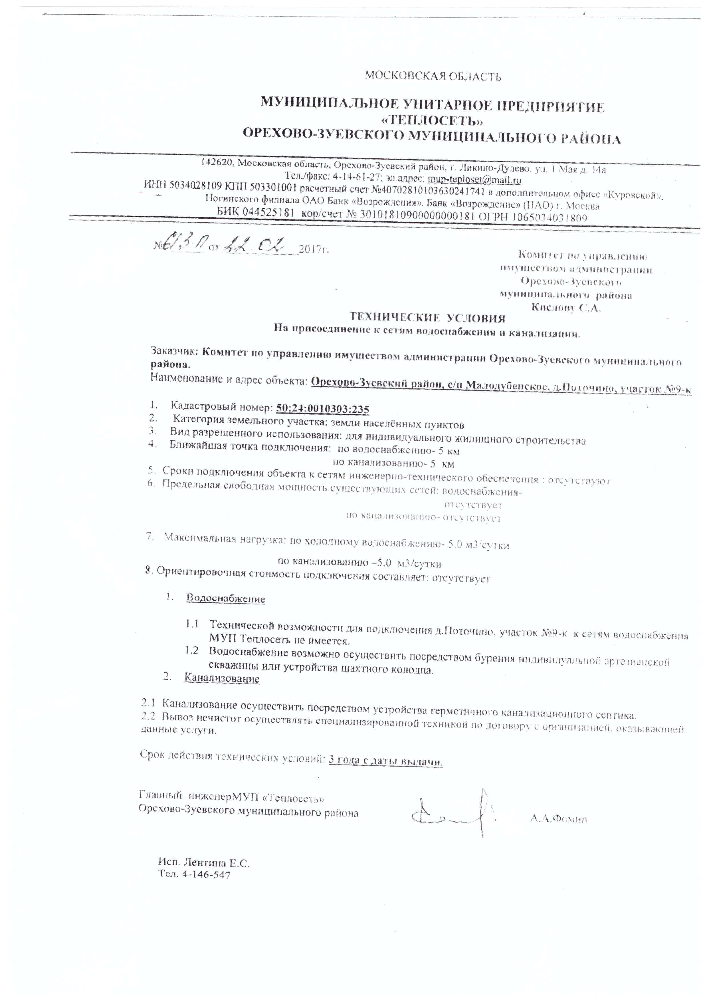 МОСКОВСКАЯ ОБЛАСТЬ
МУНИЦИПАЛЬНОЕ УНИТАРНОЕ ПРЕДПРИЯТИЕ
«ТЕПЛОСЕТЬ»
ОРЕХОВО-ЗУЕВСКОГО МУНИЦИПАЛЬНОГО РАЙОНА
142620, Московская область, Орехово-Зуевский район, г. Ликино-Дулево, ул. 1 Мая д. 14а
Тел./факс: 4-14-61-27; эл.адрес: mup-teploset@mail.ru
ИНН 5034028109 КПП 503301001 расчетный счет №40702810103630241741 в дополнительном офисе «Куровской».
Ногинского филиала ОАО Банк «Возрождения». Банк «Возрождение» (ПАО) г. Москва
БИК 044525181 кор/счет № 30101810900000000181 ОГРН 1065034031809
№ от 22 02 2017г.
Комитет по управлению
имуществом администрации
Орехово-Зуевского
муниципального района
Кислову С.А.
ТЕХНИЧЕСКИЕ УСЛОВИЯ
На присоединение к сетям водоснабжения и канализации.
Заказчик: Комитет по управлению имуществом администрации Орехово-Зуевского муниципального
района.
Наименование и адрес объекта: Орехово-Зуевский район, с/п Малодубенское, д.Поточино, участок №9-к
1. Кадастровый номер: 50:24:0010303:235
2. Категория земельного участка: земли населённых пунктов
3. Вид разрешенного использования: для индивидуального жилищного строительства
4. Ближайшая точка подключения: по водоснабжению- 5 км
по канализованию- 5 км
5. Сроки подключения объекта к сетям инженерно-технического обеспечения : отсутствуют
6. Предельная свободная мощность существующих сетей: водоснабжения-
отсутствует
по канализованию- отсутствует
7. Максимальная нагрузка: по холодному водоснабжению- 5,0 м3/сутки
по канализованию –5,0 м3/сутки
8. Ориентировочная стоимость подключения составляет: отсутствует
1. Водоснабжение
1.1 Технической возможности для подключения д.Поточино, участок №9-к к сетям водоснабжения
МУП Теплосеть не имеется.
1.2 Водоснабжение возможно осуществить посредством бурения индивидуальной артезианской
скважины или устройства шахтного колодца.
2. Канализование
2.1 Канализование осуществить посредством устройства герметичного канализационного септика.
2.2 Вывоз нечистот осуществлять специализированной техникой по договору с организацией, оказывающей
данные услуги.
Срок действия технических условий: 3 года с даты выдачи.
Главный инженерМУП «Теплосеть»
Орехово-Зуевского муниципального района
А.А.Фомин
Исп. Лентина Е.С.
Тел. 4-146-547